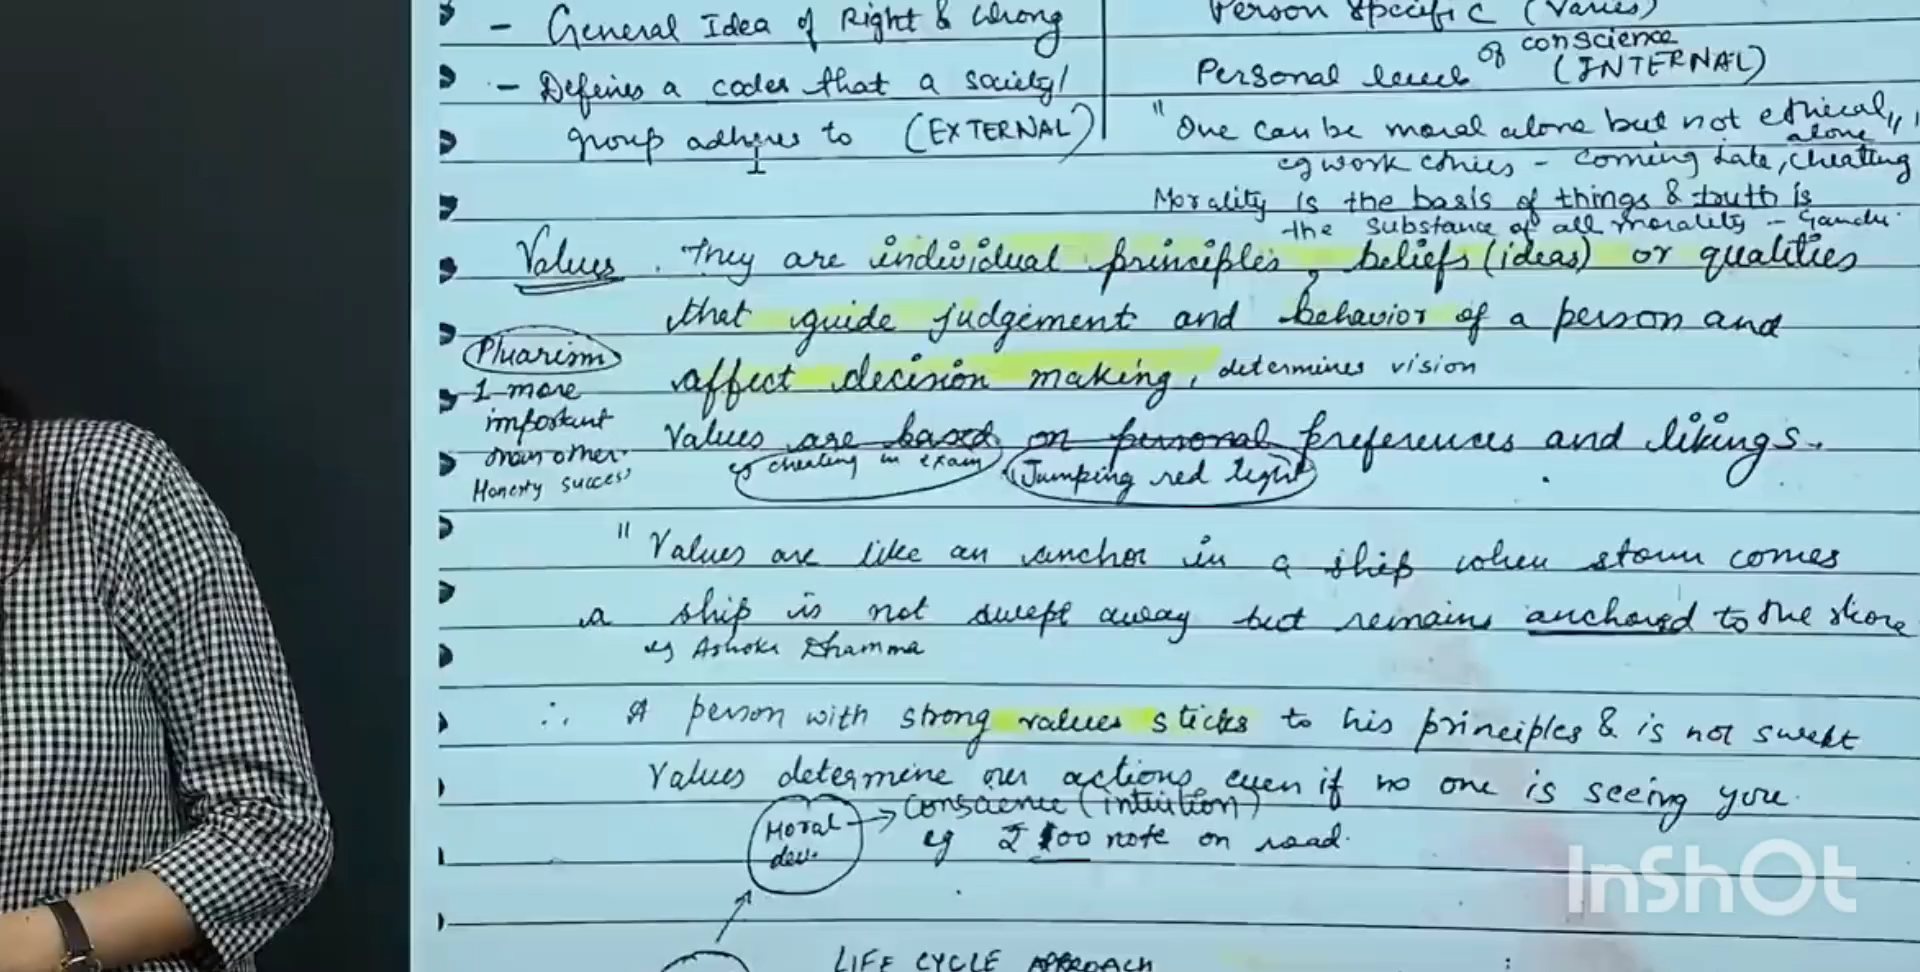 - General Idea of Right & Wrong
Person Specific (Varies)
- Defines a codes that a society/
group adheres to (EXTERNAL)
Personal level of conscience
(INTERNAL)
"One can be moral alone but not ethical alone"
eg work ethics - coming late, cheating
Morality is the basis of things & truth is
the substance of all morality - Gandhi
Values. They are individual principles, beliefs (ideas) or qualities
that guide judgement and behavior of a person and
affect decision making, determines vision
Pluarism
1 more
important
than other
Honesty success
Values are based on personal preferences and likings.
eg cheating in exam
Jumping red light
"Values are like an anchor in a ship when storm comes
a ship is not swept away but remains anchored to the shore
eg Ashoka Dhamma
∴ A person with strong values sticks to his principles & is not swept
Values determine our actions even if no one is seeing you.
Moral
dev.
→ Conscience (intuition)
eg ₹ 100 note on road.
LIFE CYCLE APPROACH
InShOt